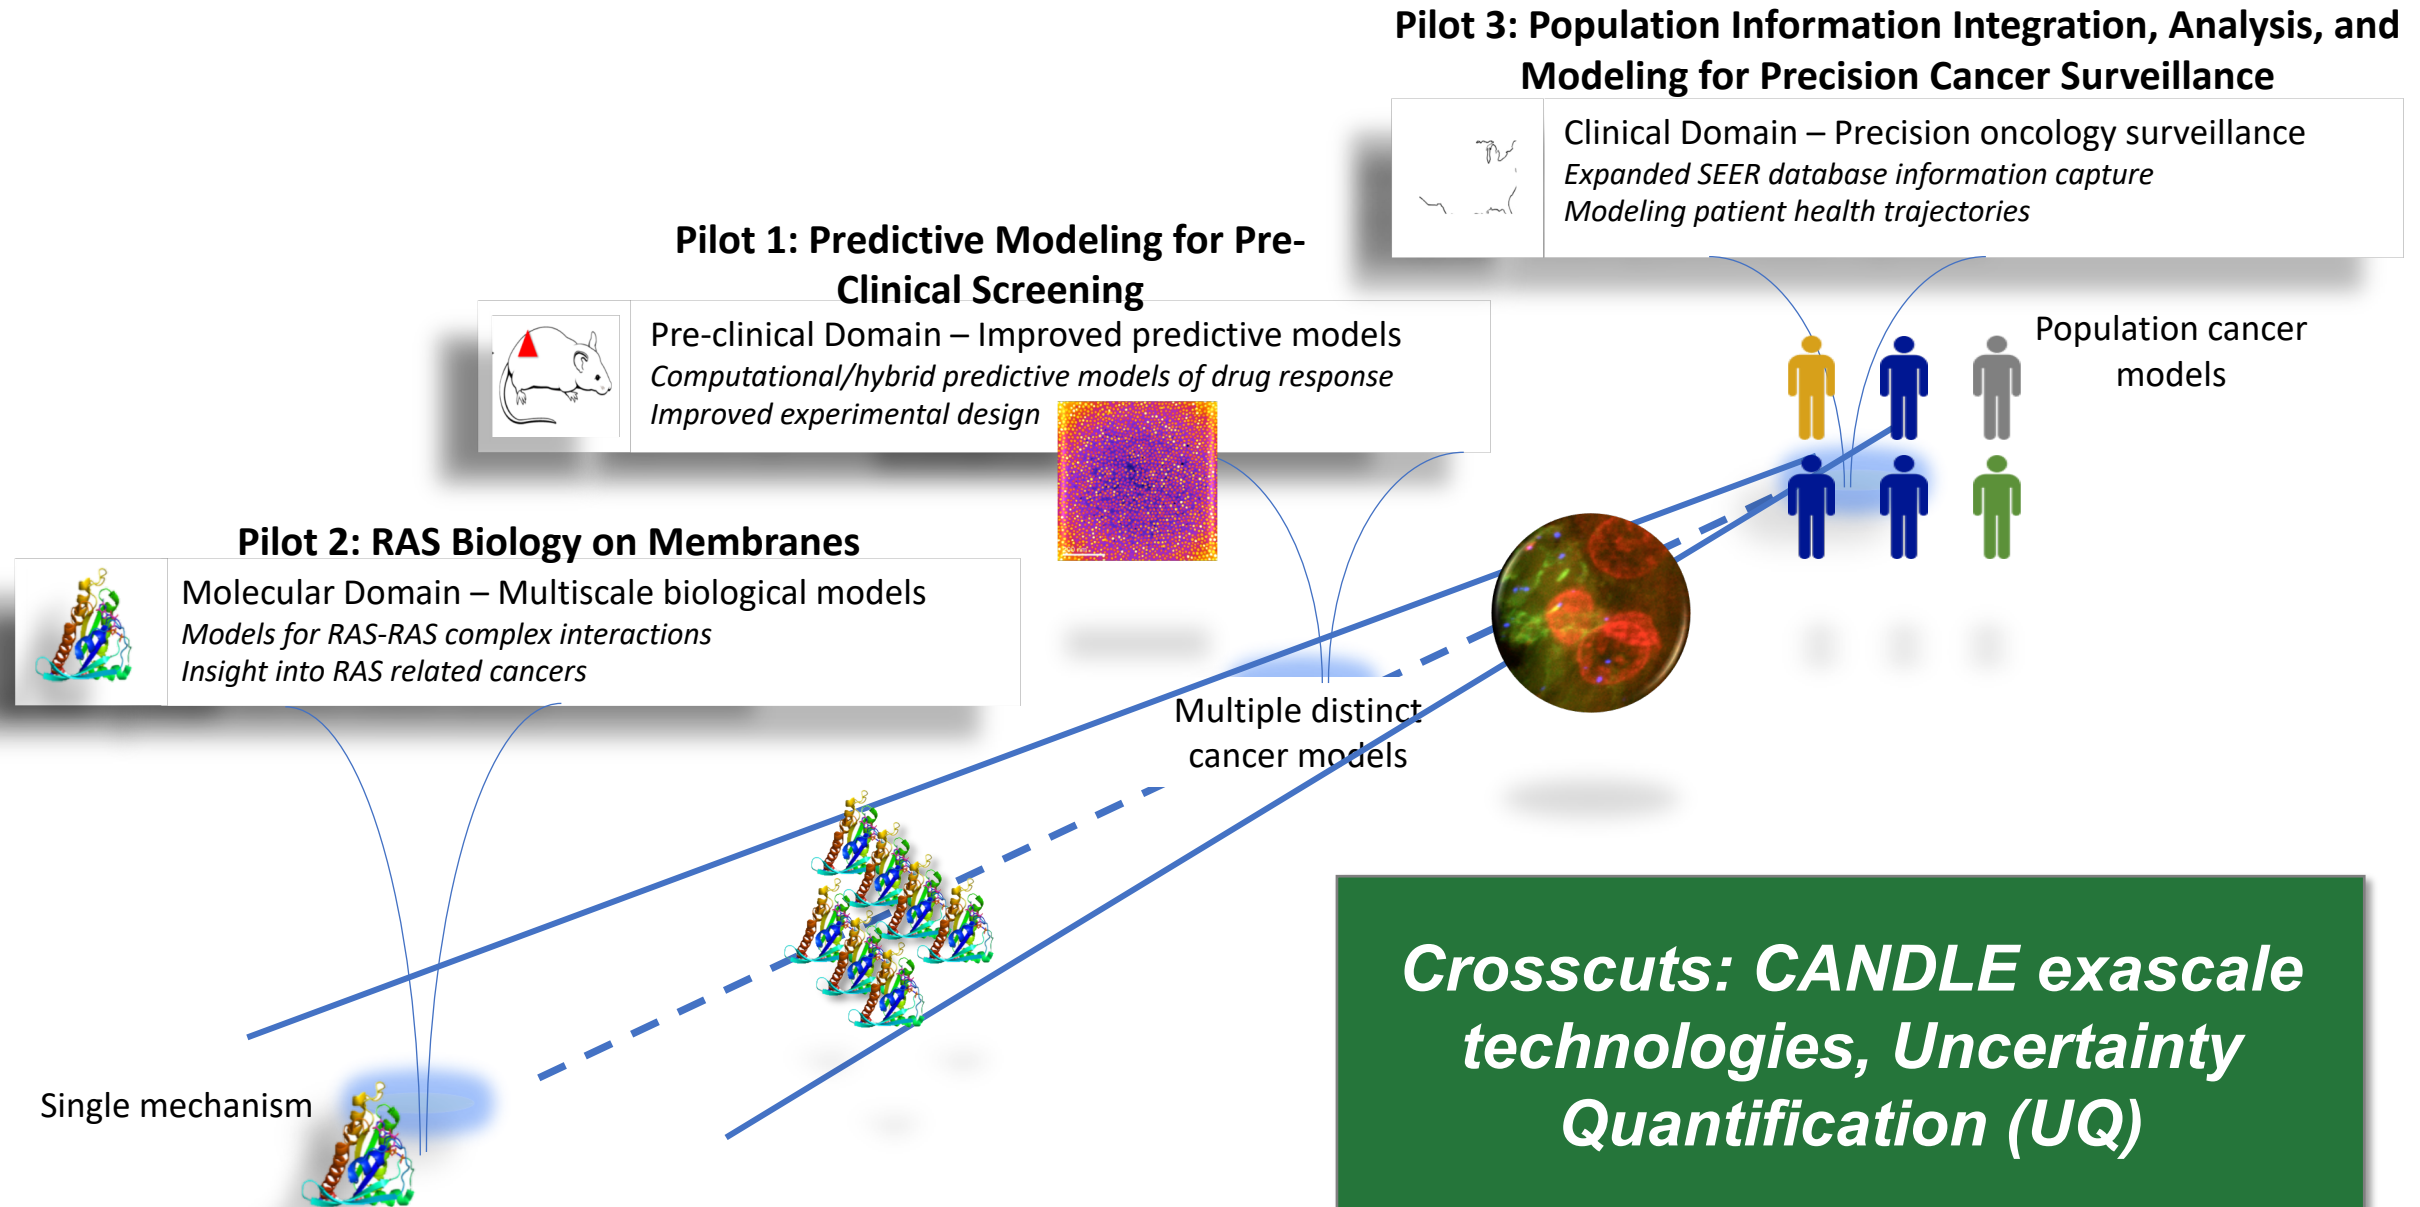 Pilot 3: Population Information Integration, Analysis, and
Modeling for Precision Cancer Surveillance
Clinical Domain – Precision oncology surveillance
Expanded SEER database information capture
Modeling patient health trajectories
Population cancer
models
Pilot 1: Predictive Modeling for Pre-
Clinical Screening
Pre-clinical Domain – Improved predictive models
Computational/hybrid predictive models of drug response
Improved experimental design
Pilot 2: RAS Biology on Membranes
Molecular Domain – Multiscale biological models
Models for RAS-RAS complex interactions
Insight into RAS related cancers
Multiple distinct
cancer models
Single mechanism
Crosscuts: CANDLE exascale
technologies, Uncertainty
Quantification (UQ)